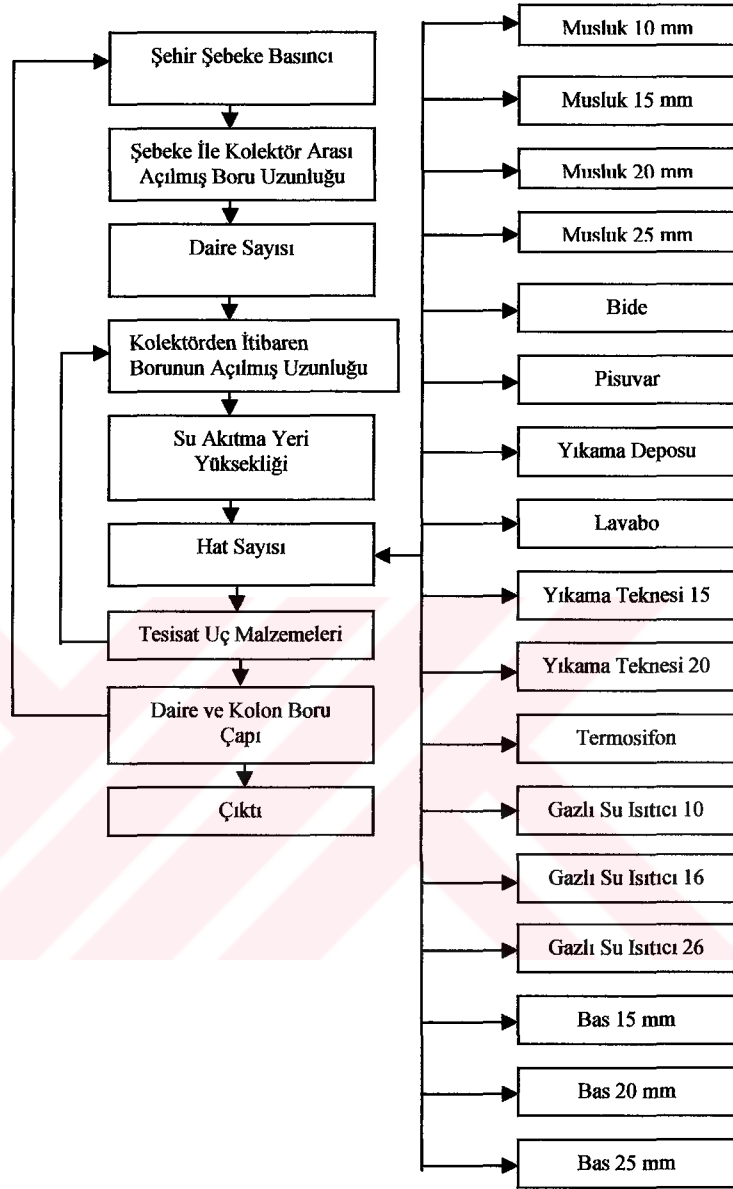 Şehir Şebeke Basıncı
Şebeke İle Kolektör Arası
Açılmış Boru Uzunluğu
Daire Sayısı
Kolektörden İtibaren
Borunun Açılmış Uzunluğu
Su Akıtma Yeri
Yüksekliği
Hat Sayısı
Tesisat Uç Malzemeleri
Daire ve Kolon Boru
Çapı
Çıktı
Musluk 10 mm
Musluk 15 mm
Musluk 20 mm
Musluk 25 mm
Bide
Pisuvar
Yıkama Deposu
Lavabo
Yıkama Teknesi 15
Yıkama Teknesi 20
Termosifon
Gazlı Su Isıtıcı 10
Gazlı Su Isıtıcı 16
Gazlı Su Isıtıcı 26
Bas 15 mm
Bas 20 mm
Bas 25 mm